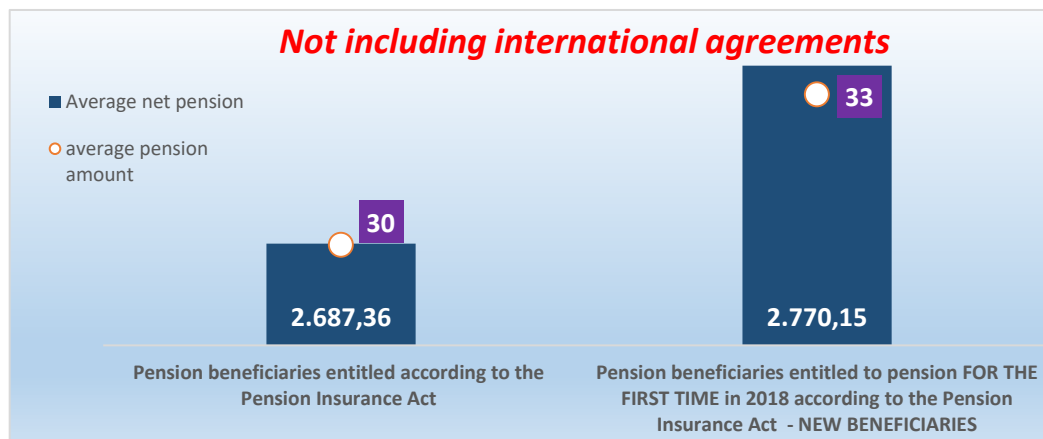 Not including international agreements
Average net pension
average pension
amount
33
30
2.687,36
2.770,15
Pension beneficiaries entitled according to the
Pension Insurance Act
Pension beneficiaries entitled to pension FOR THE
FIRST TIME in 2018 according to the Pension
Insurance Act - NEW BENEFICIARIES